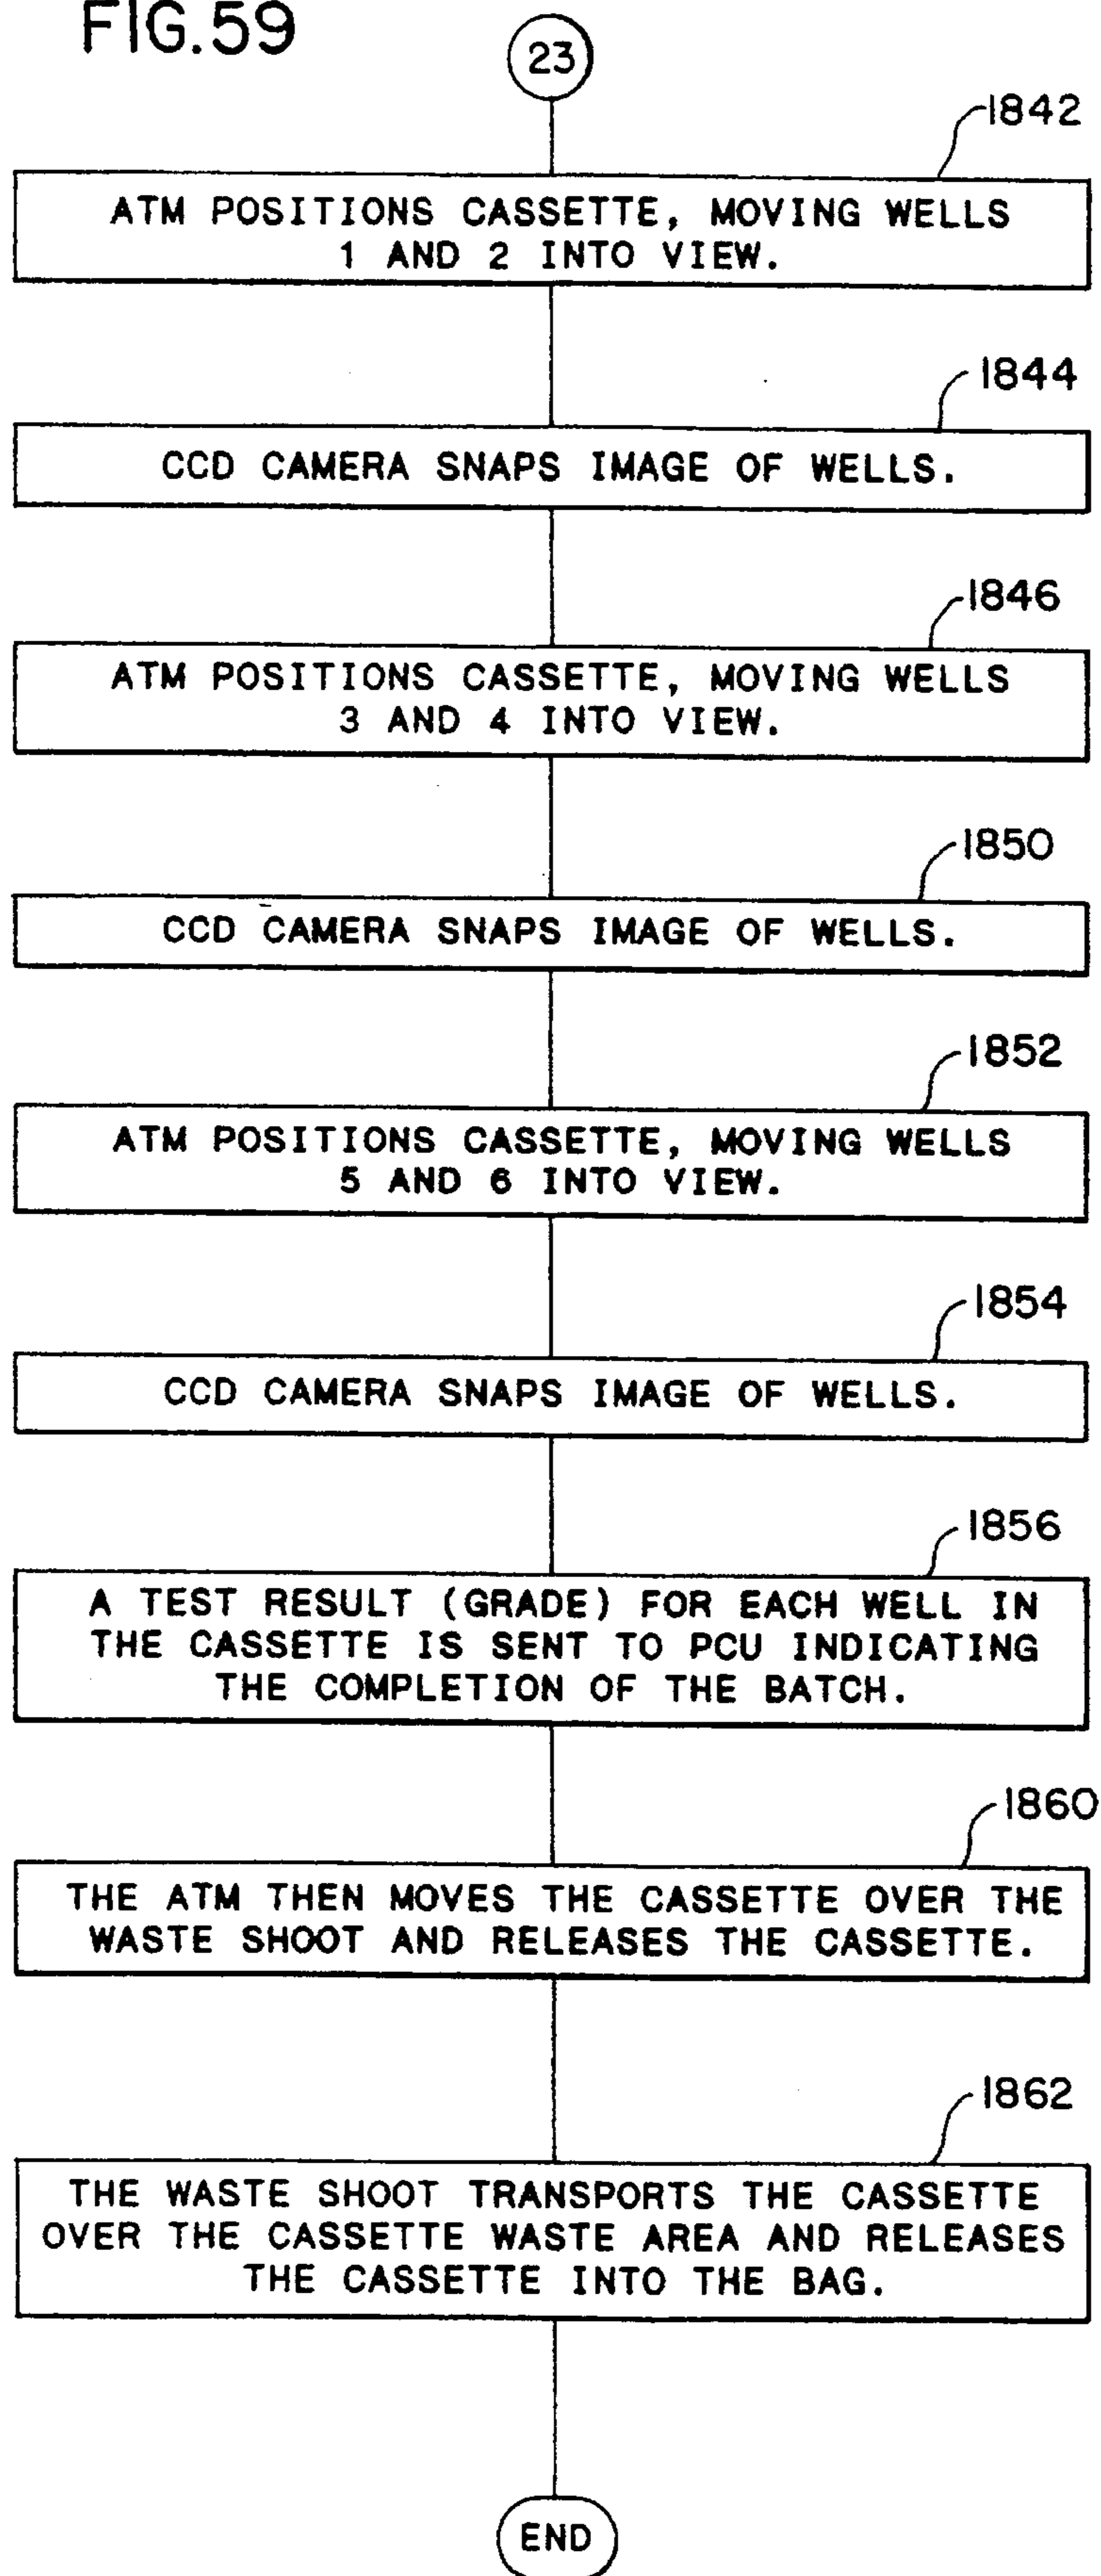 FIG.59
23
1842
ATM POSITIONS CASSETTE, MOVING WELLS
1 AND 2 INTO VIEW.
1844
CCD CAMERA SNAPS IMAGE OF WELLS.
1846
ATM POSITIONS CASSETTE, MOVING WELLS
3 AND 4 INTO VIEW.
1850
CCD CAMERA SNAPS IMAGE OF WELLS.
1852
ATM POSITIONS CASSETTE, MOVING WELLS
5 AND 6 INTO VIEW.
1854
CCD CAMERA SNAPS IMAGE OF WELLS.
1856
A TEST RESULT (GRADE) FOR EACH WELL IN
THE CASSETTE IS SENT TO PCU INDICATING
THE COMPLETION OF THE BATCH.
1860
THE ATM THEN MOVES THE CASSETTE OVER THE
WASTE SHOOT AND RELEASES THE CASSETTE.
1862
THE WASTE SHOOT TRANSPORTS THE CASSETTE
OVER THE CASSETTE WASTE AREA AND RELEASES
THE CASSETTE INTO THE BAG.
END